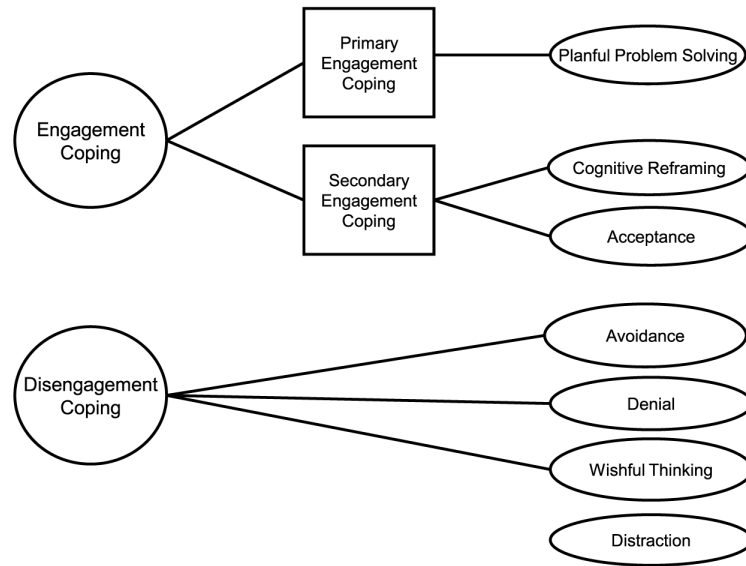 Engagement
Coping
Primary
Engagement
Coping
Planful Problem Solving
Secondary
Engagement
Coping
Cognitive Reframing
Acceptance
Disengagement
Coping
Avoidance
Denial
Wishful Thinking
Distraction